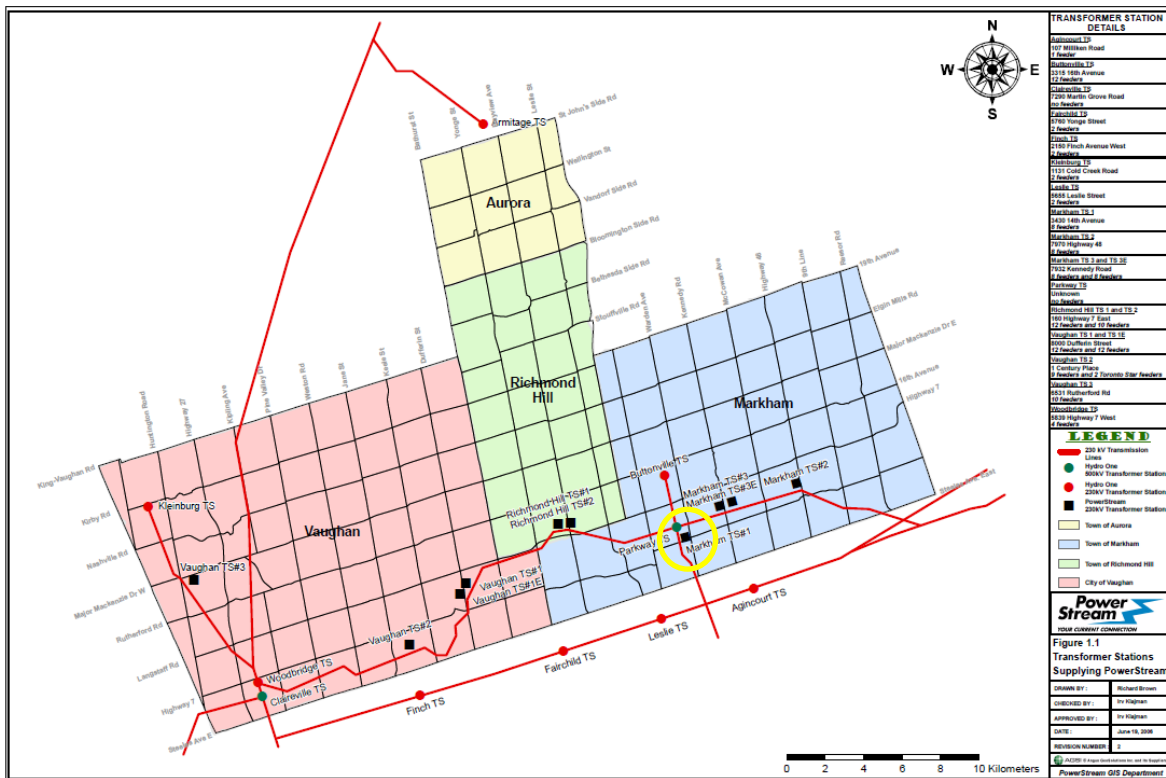 N
W
E
S
Bathurst St
Yonge St
Bayview Ave
Leslie St
St John's Side Rd
Armitage TS
Wellington St
Vandorf Side Rd
Aurora
Bloomington Side Rd
Bethesda Side Rd
Stouffville Rd
Warden Ave
Kennedy Rd
McCowan Ave
Highway 48
9th Line
Reesor Rd
19th Avenue
Elgin Mills Rd
Major Mackenzie Dr E
16th Avenue
Highway 7
Steeles Ave East
Huntington Road
Highway 27
Kipling Ave
Pine Valley Dr
Weston Rd
Jane St
Keele St
Dufferin St
Richmond
Hill
Markham
Vaughan
King-Vaughan Rd
Kirby Rd
Nashville Rd
Major Mackenzie Dr W
Rutherford Rd
Langstaff Rd
Highway 7
Steeles Ave E
Kleinburg TS
Vaughan TS#3
Buttonville TS
Markham TS#3
Markham TS#3E
Markham TS#2
Richmond Hill TS#1
Richmond Hill TS#2
Parkway TS
Markham TS#1
Vaughan TS#1
Vaughan TS#1E
Vaughan TS#2
Woodbridge TS
Claireville TS
Finch TS
Fairchild TS
Leslie TS
Agincourt TS
0 2 4 6 8 10 Kilometers
TRANSFORMER STATION
DETAILS
Agincourt TS
107 Milliken Road
1 feeder
Buttonville TS
3315 16th Avenue
12 feeders
Claireville TS
7290 Martin Grove Road
no feeders
Fairchild TS
5760 Yonge Street
2 feeders
Finch TS
2150 Finch Avenue West
2 feeders
Kleinburg TS
1131 Cold Creek Road
2 feeders
Leslie TS
5655 Leslie Street
2 feeders
Markham TS 1
3430 14th Avenue
8 feeders
Markham TS 2
7970 Highway 48
8 feeders
Markham TS 3 and TS 3E
7932 Kennedy Road
8 feeders and 8 feeders
Parkway TS
Unknown
no feeders
Richmond Hill TS 1 and TS 2
160 Highway 7 East
12 feeders and 10 feeders
Vaughan TS 1 and TS 1E
8000 Dufferin Street
12 feeders and 12 feeders
Vaughan TS 2
1 Century Place
9 feeders and 2 Toronto Star feeders
Vaughan TS 3
6531 Rutherford Rd
10 feeders
Woodbridge TS
5839 Highway 7 West
4 feeders
LEGEND
230 kV Transmission
Lines
Hydro One
500kV Transformer Station
Hydro One
230kV Transformer Station
PowerStream
230kV Transformer Station
Town of Aurora
Town of Markham
Town of Richmond Hill
City of Vaughan
Power
Stream
YOUR CURRENT CONNECTION
Figure 1.1
Transformer Stations
Supplying PowerStream
DRAWN BY : Richard Brown
CHECKED BY : Irv Klajman
APPROVED BY : Irv Klajman
DATE : June 19, 2006
REVISION NUMBER : 2
PowerStream GIS Department